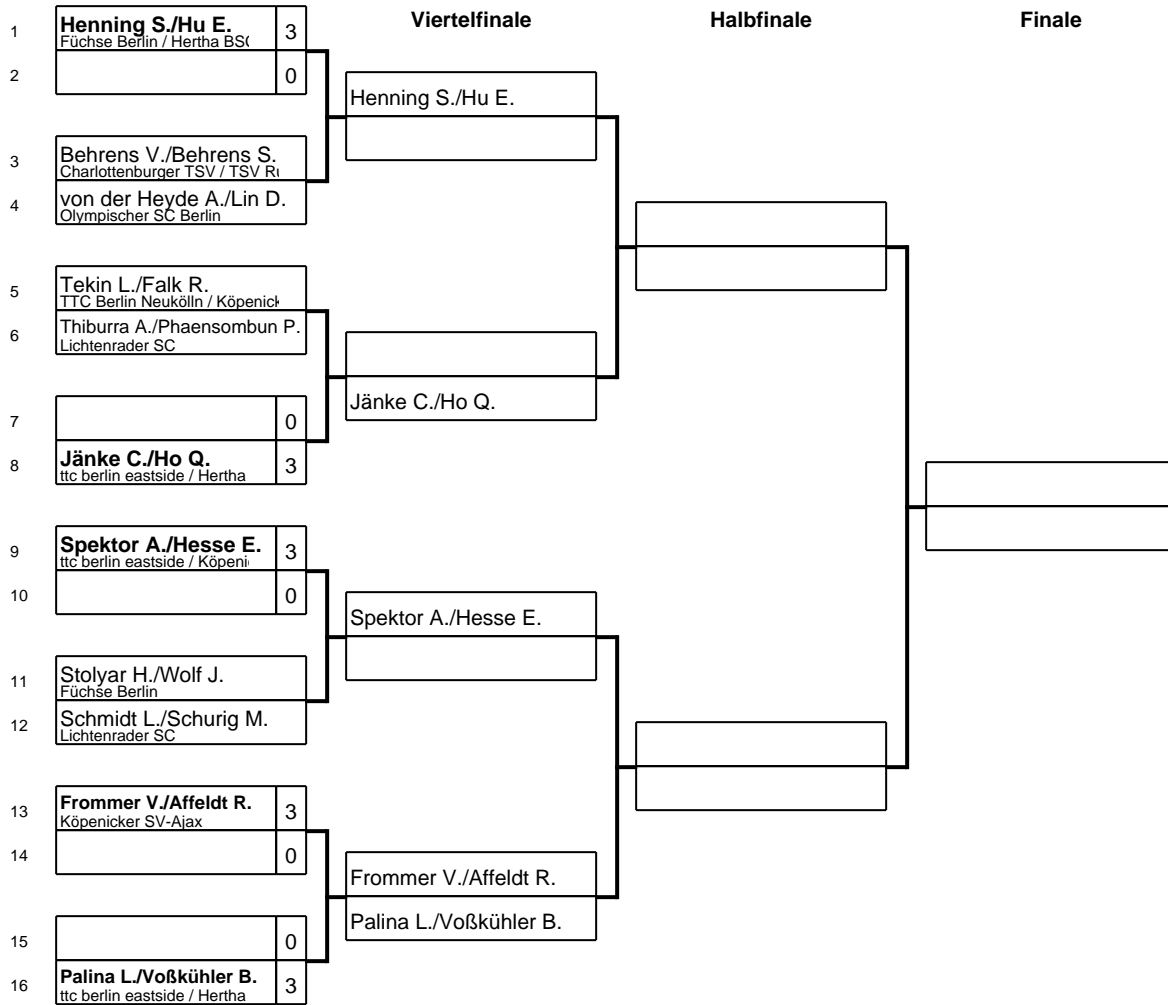 Viertelfinale Halbfinale Finale
1 Henning S./Hu E. 3
Füchse Berlin / Hertha BSC
2 0
Henning S./Hu E.
3 Behrens V./Behrens S.
Charlottenburger TSV / TSV Ru
4 von der Heyde A./Lin D.
Olympischer SC Berlin
5 Tekin L./Falk R.
TTC Berlin Neukölln / Köpenick
6 Thiburra A./Phaensombun P.
Lichtenrader SC
Jänke C./Ho Q.
7 0
8 Jänke C./Ho Q. 3
ttc berlin eastside / Hertha
9 Spektor A./Hesse E. 3
ttc berlin eastside / Köpeni
10 0
Spektor A./Hesse E.
11 Stolyar H./Wolf J.
Füchse Berlin
12 Schmidt L./Schurig M.
Lichtenrader SC
13 Frommer V./Affeldt R. 3
Köpenicker SV-Ajax
14 0
Frommer V./Affeldt R.
Palina L./Voßkühler B.
15 0
16 Palina L./Voßkühler B. 3
ttc berlin eastside / Hertha